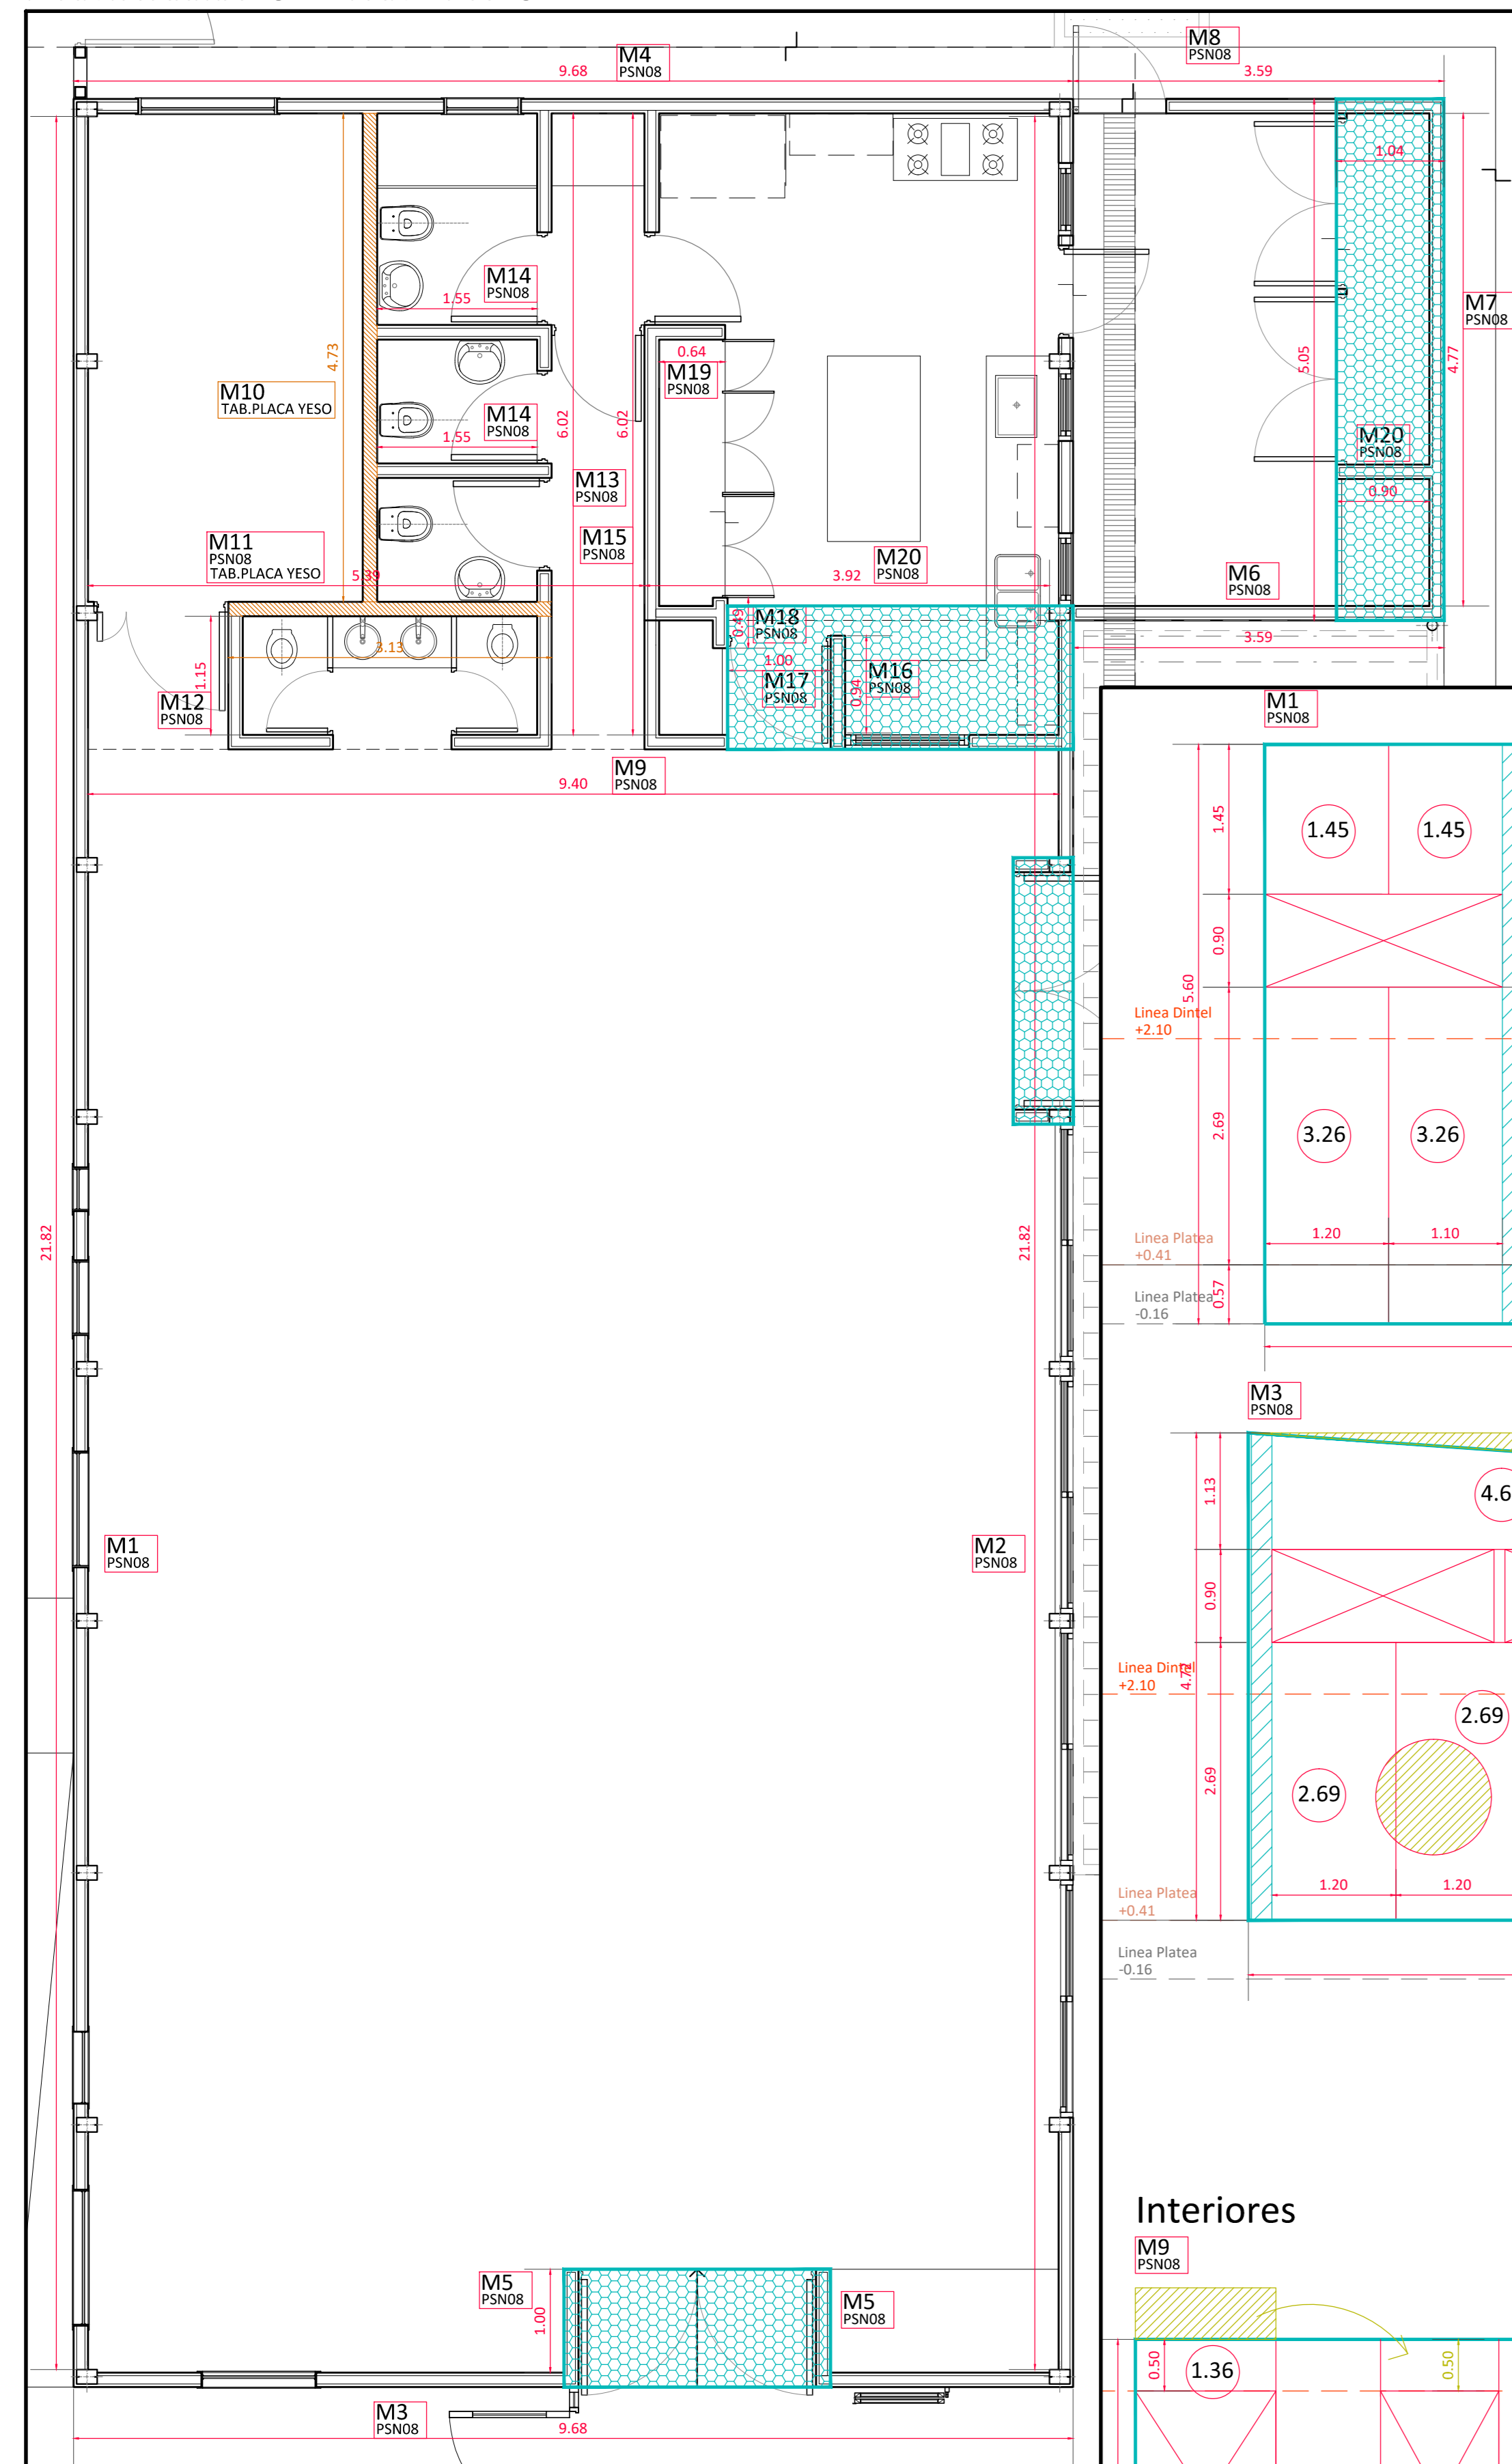 M4
PSN08
9.68
M8
PSN08
3.59
1.04
M7
PSN08
M14
PSN08
1.55
4.73
0.64
M19
PSN08
5.05
4.77
M10
TAB.PLACA YESO
M14
PSN08
1.55
6.02
6.02
M20
PSN08
M13
PSN08
0.90
M11
PSN08
TAB.PLACA YESO
M15
PSN08
M20
PSN08
5.39
3.92
M6
PSN08
0.49
M18
PSN08
3.13
3.59
1.15
1.00
M17
PSN08
M16
PSN08
0.94
M12
PSN08
M1
PSN08
M9
PSN08
9.40
1.45
1.45
1.45
0.90
5.60
Linea Dintel
+2.10
2.69
3.26
3.26
21.82
21.82
1.20
1.10
Linea Platea
+0.41
0.57
Linea Platea
-0.16
M3
PSN08
1.13
M1
PSN08
M2
PSN08
0.90
Linea Dintel
+2.10
4.72
2.69
2.69
2.69
1.20
1.20
Linea Platea
+0.41
Linea Platea
-0.16
Interiores
M9
PSN08
M5
PSN08
1.00
M5
PSN08
0.50
1.36
0.50
M3
PSN08
9.68